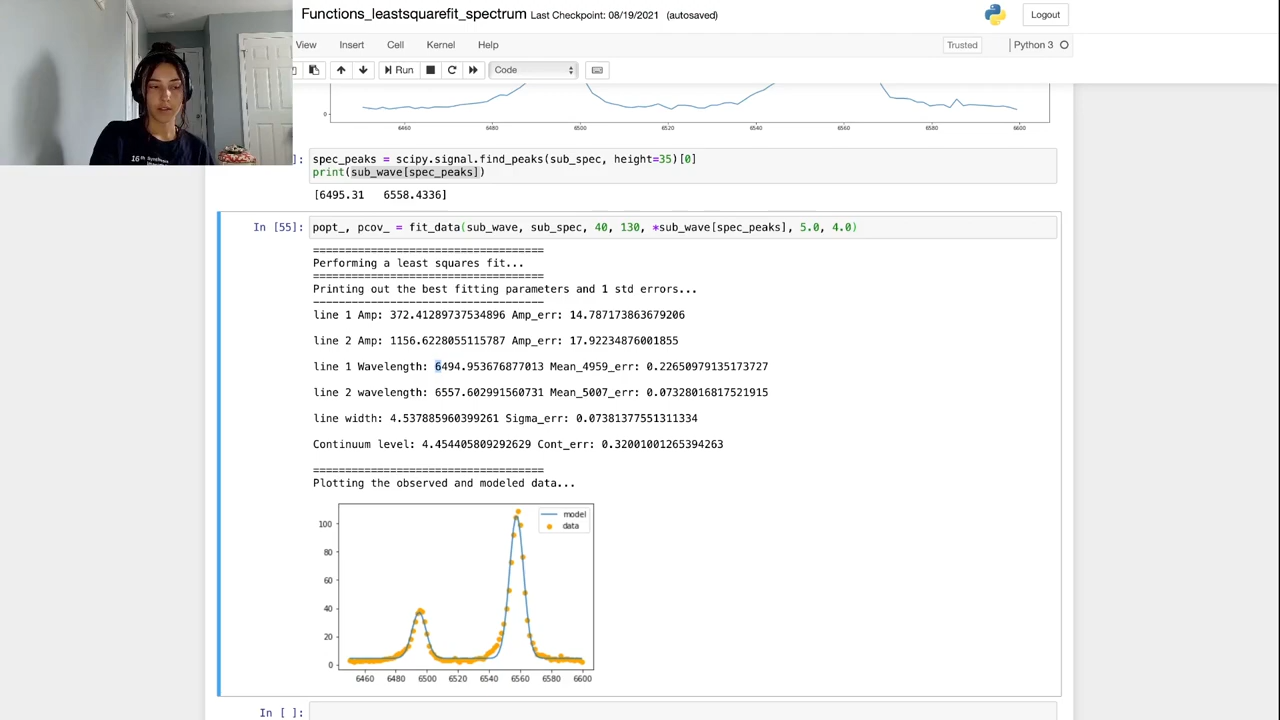 Functions_leastsquarefit_spectrum Last Checkpoint: 08/19/2021 (autosaved)
Logout
View Insert Cell Kernel Help
Trusted Python 3
Run Code
0
6460 6480 6500 6520 6540 6560 6580 6600
]: spec_peaks = scipy.signal.find_peaks(sub_spec, height=35)[0]
print(sub_wave[spec_peaks])
[6495.31 6558.4336]
In [55]: popt_, pcov_ = fit_data(sub_wave, sub_spec, 40, 130, *sub_wave[spec_peaks], 5.0, 4.0)
====================================
Performing a least squares fit...
====================================
Printing out the best fitting parameters and 1 std errors...
------------------------------------
line 1 Amp: 372.41289737534896 Amp_err: 14.787173863679206
line 2 Amp: 1156.6228055115787 Amp_err: 17.92234876001855
line 1 Wavelength: 6494.953676877013 Mean_4959_err: 0.22650979135173727
line 2 wavelength: 6557.602991560731 Mean_5007_err: 0.07328016817521915
line width: 4.537885960399261 Sigma_err: 0.07381377551311334
Continuum level: 4.454405809292629 Cont_err: 0.32001001265394263
====================================
Plotting the observed and modeled data...
model
data
100
80
60
40
20
0
6460 6480 6500 6520 6540 6560 6580 6600
In [ ]: